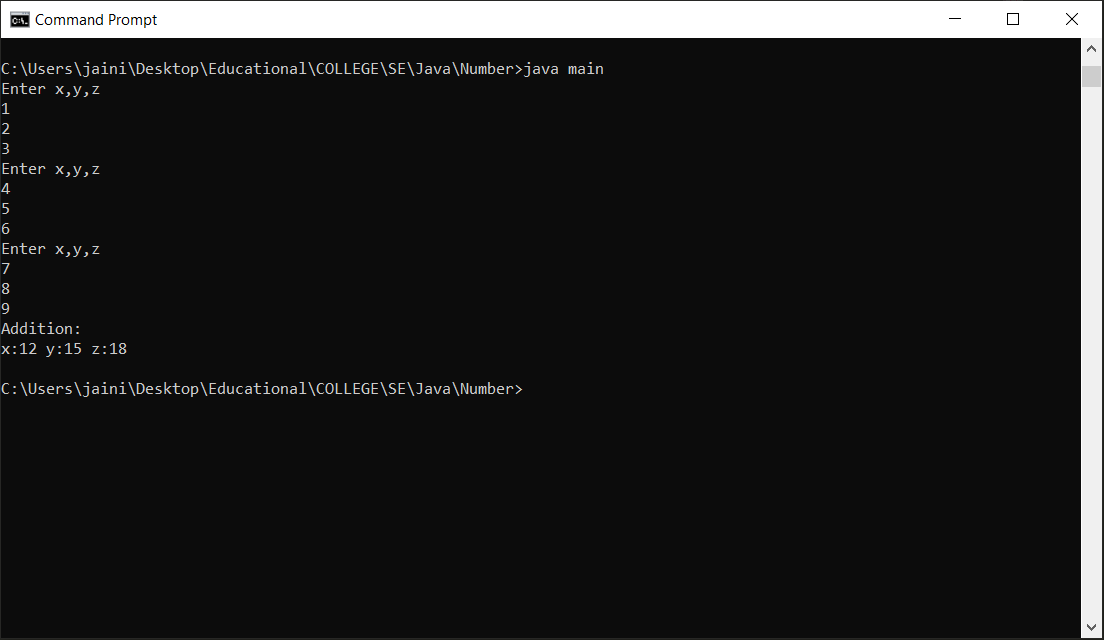 Command Prompt
C:\Users\jaini\Desktop\Educational\COLLEGE\SE\Java\Number>java main
Enter x,y,z
1
2
3
Enter x,y,z
4
5
6
Enter x,y,z
7
8
9
Addition:
x:12 y:15 z:18
C:\Users\jaini\Desktop\Educational\COLLEGE\SE\Java\Number>